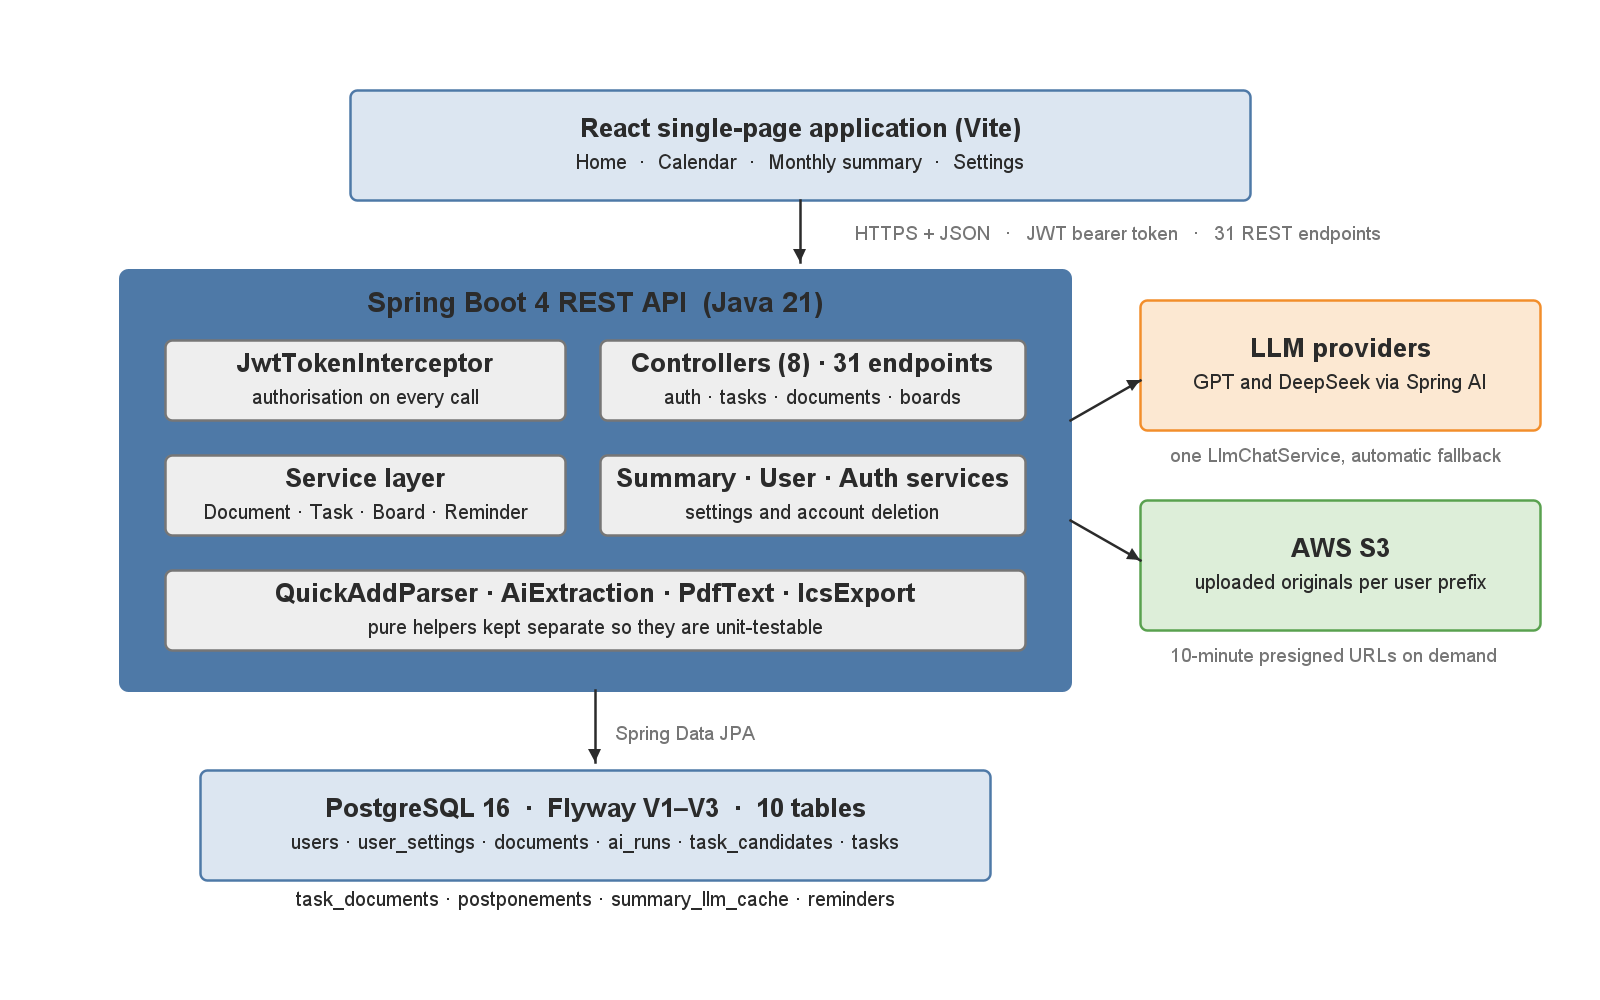 React single-page application (Vite)
Home · Calendar · Monthly summary · Settings
HTTPS + JSON · JWT bearer token · 31 REST endpoints
Spring Boot 4 REST API (Java 21)
JwtTokenInterceptor
authorisation on every call
Controllers (8) · 31 endpoints
auth · tasks · documents · boards
Service layer
Document · Task · Board · Reminder
Summary · User · Auth services
settings and account deletion
QuickAddParser · AiExtraction · PdfText · IcsExport
pure helpers kept separate so they are unit-testable
LLM providers
GPT and DeepSeek via Spring AI
one LlmChatService, automatic fallback
AWS S3
uploaded originals per user prefix
10-minute presigned URLs on demand
Spring Data JPA
PostgreSQL 16 · Flyway V1–V3 · 10 tables
users · user_settings · documents · ai_runs · task_candidates · tasks
task_documents · postponements · summary_llm_cache · reminders